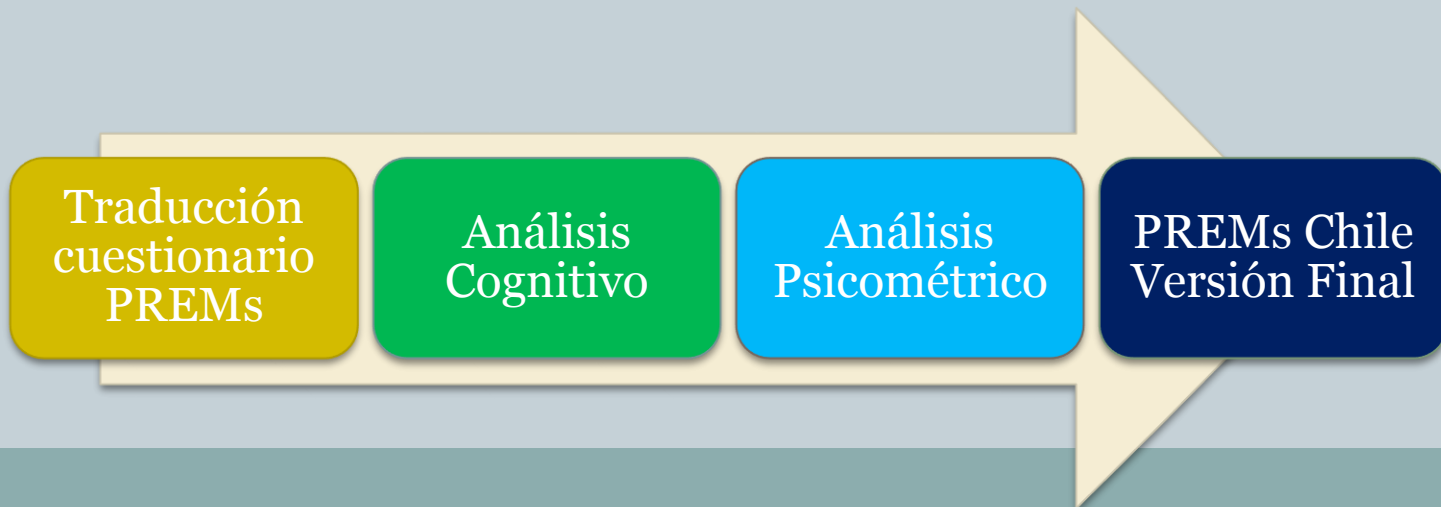 Traducción
cuestionario
PREMs
Análisis
Cognitivo
Análisis
Psicométrico
PREMs Chile
Versión Final